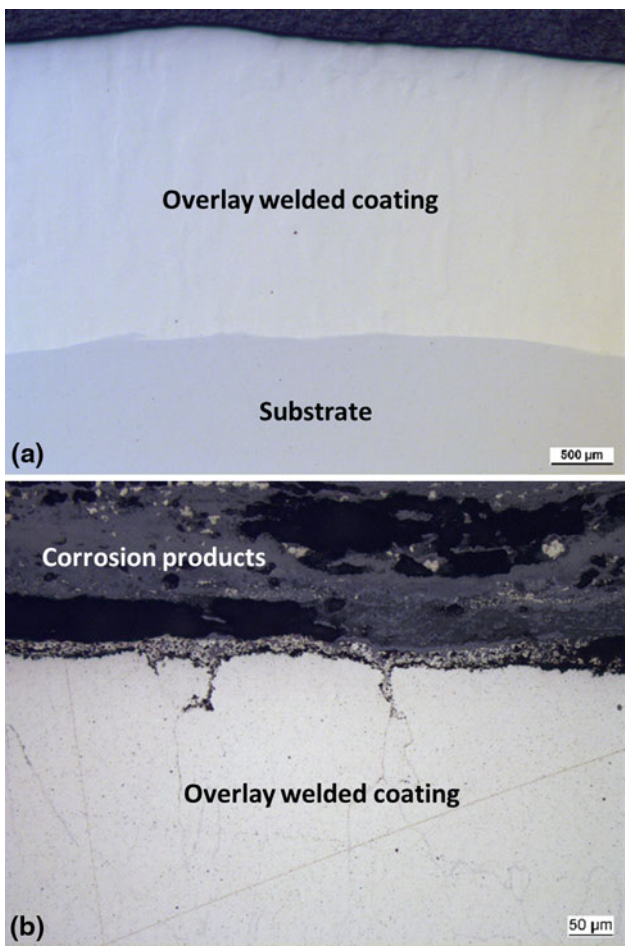 Overlay welded coating
Substrate
(a)
500 µm
Corrosion products
Overlay welded coating
(b)
50 µm